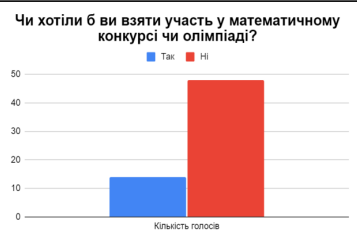 Чи хотіли б ви взяти участь у математичному
конкурсі чи олімпіаді?
Так Ні
50
40
30
20
10
0
Кількість голосів